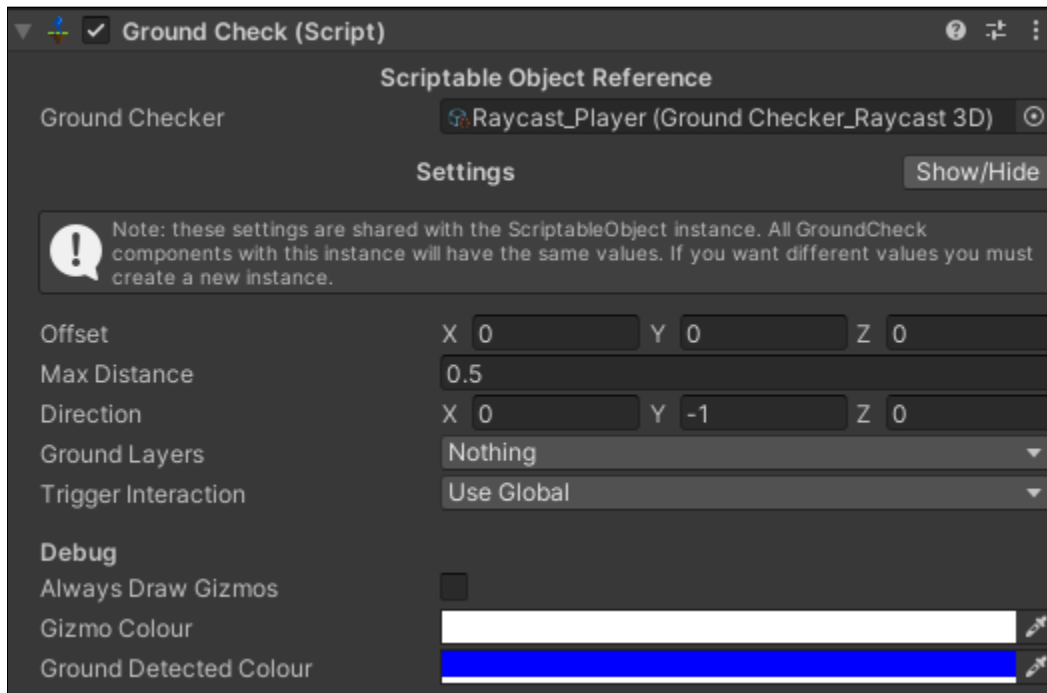 Ground Check (Script)
Scriptable Object Reference
Ground Checker Raycast_Player (Ground Checker_Raycast 3D)
Settings Show/Hide
Note: these settings are shared with the ScriptableObject instance. All GroundCheck
components with this instance will have the same values. If you want different values you must
create a new instance.
Offset X 0 Y 0 Z 0
Max Distance 0.5
Direction X 0 Y -1 Z 0
Ground Layers Nothing
Trigger Interaction Use Global
Debug
Always Draw Gizmos
Gizmo Colour
Ground Detected Colour